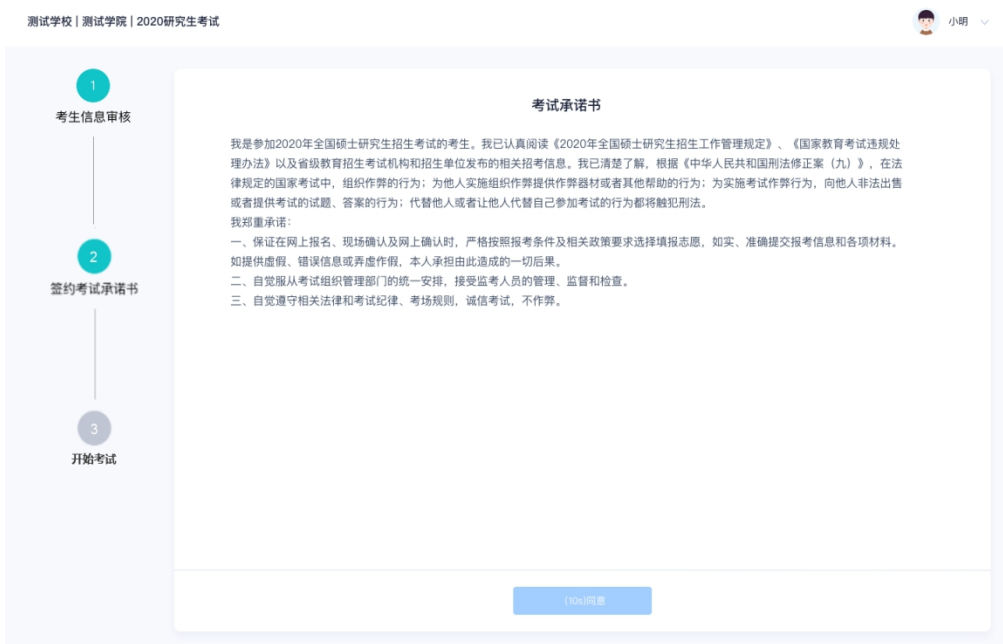 测试学校 | 测试学院 | 2020研究生考试
小明
1
考生信息审核
2
签约考试承诺书
3
开始考试
考试承诺书
我是参加2020年全国硕士研究生招生考试的考生。我已认真阅读《2020年全国硕士研究生招生工作管理规定》、《国家教育考试违规处
理办法》以及省级教育招生考试机构和招生单位发布的相关招考信息。我已清楚了解，根据《中华人民共和国刑法修正案（九）》，在法
律规定的国家考试中，组织作弊的行为；为他人实施组织作弊提供作弊器材或者其他帮助的行为；为实施考试作弊行为，向他人非法出售
或者提供考试的试题、答案的行为；代替他人或者让他人代替自己参加考试的行为都将触犯刑法。
我郑重承诺：
一、保证在网上报名、现场确认及网上确认时，严格按照报考条件及相关政策要求选择填报志愿，如实、准确提交报考信息和各项材料。
如提供虚假、错误信息或弄虚作假，本人承担由此造成的一切后果。
二、自觉服从考试组织管理部门的统一安排，接受监考人员的管理、监督和检查。
三、自觉遵守相关法律和考试纪律、考场规则，诚信考试，不作弊。
(10s)同意